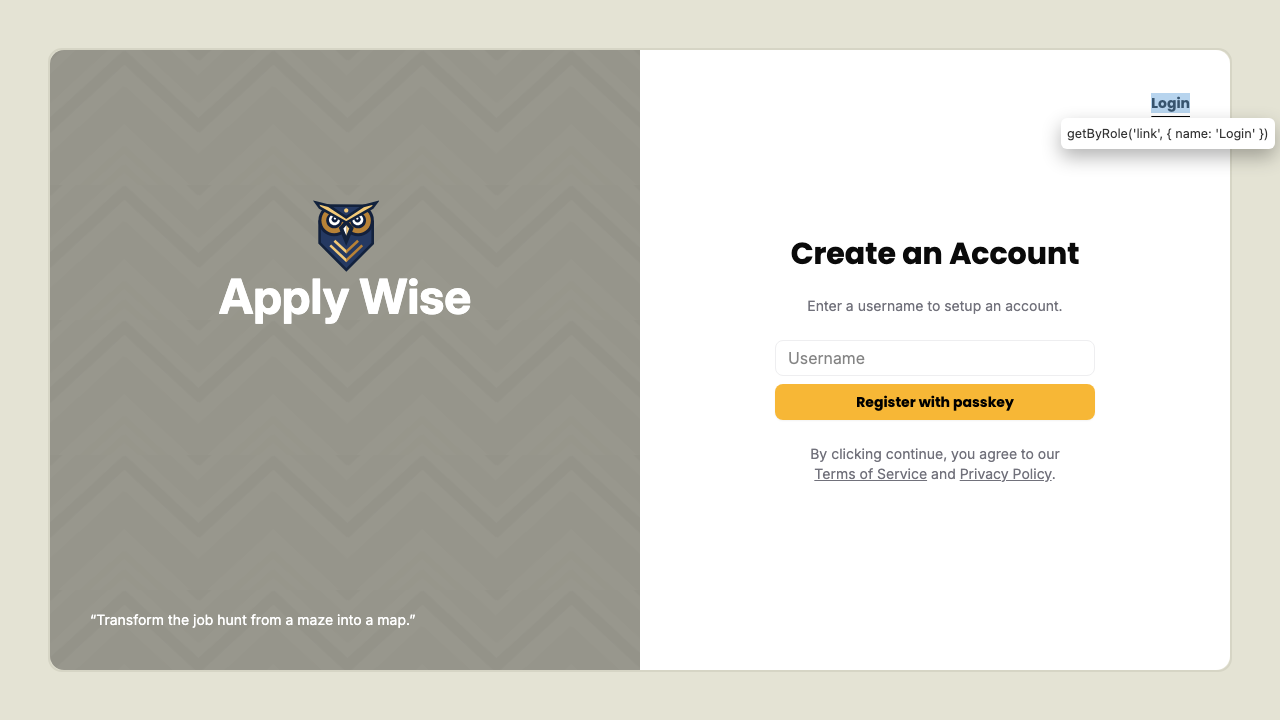 Apply Wise
“Transform the job hunt from a maze into a map.”
Login
getByRole('link', { name: 'Login' })
Create an Account
Enter a username to setup an account.
Username
Register with passkey
By clicking continue, you agree to our
Terms of Service and Privacy Policy.